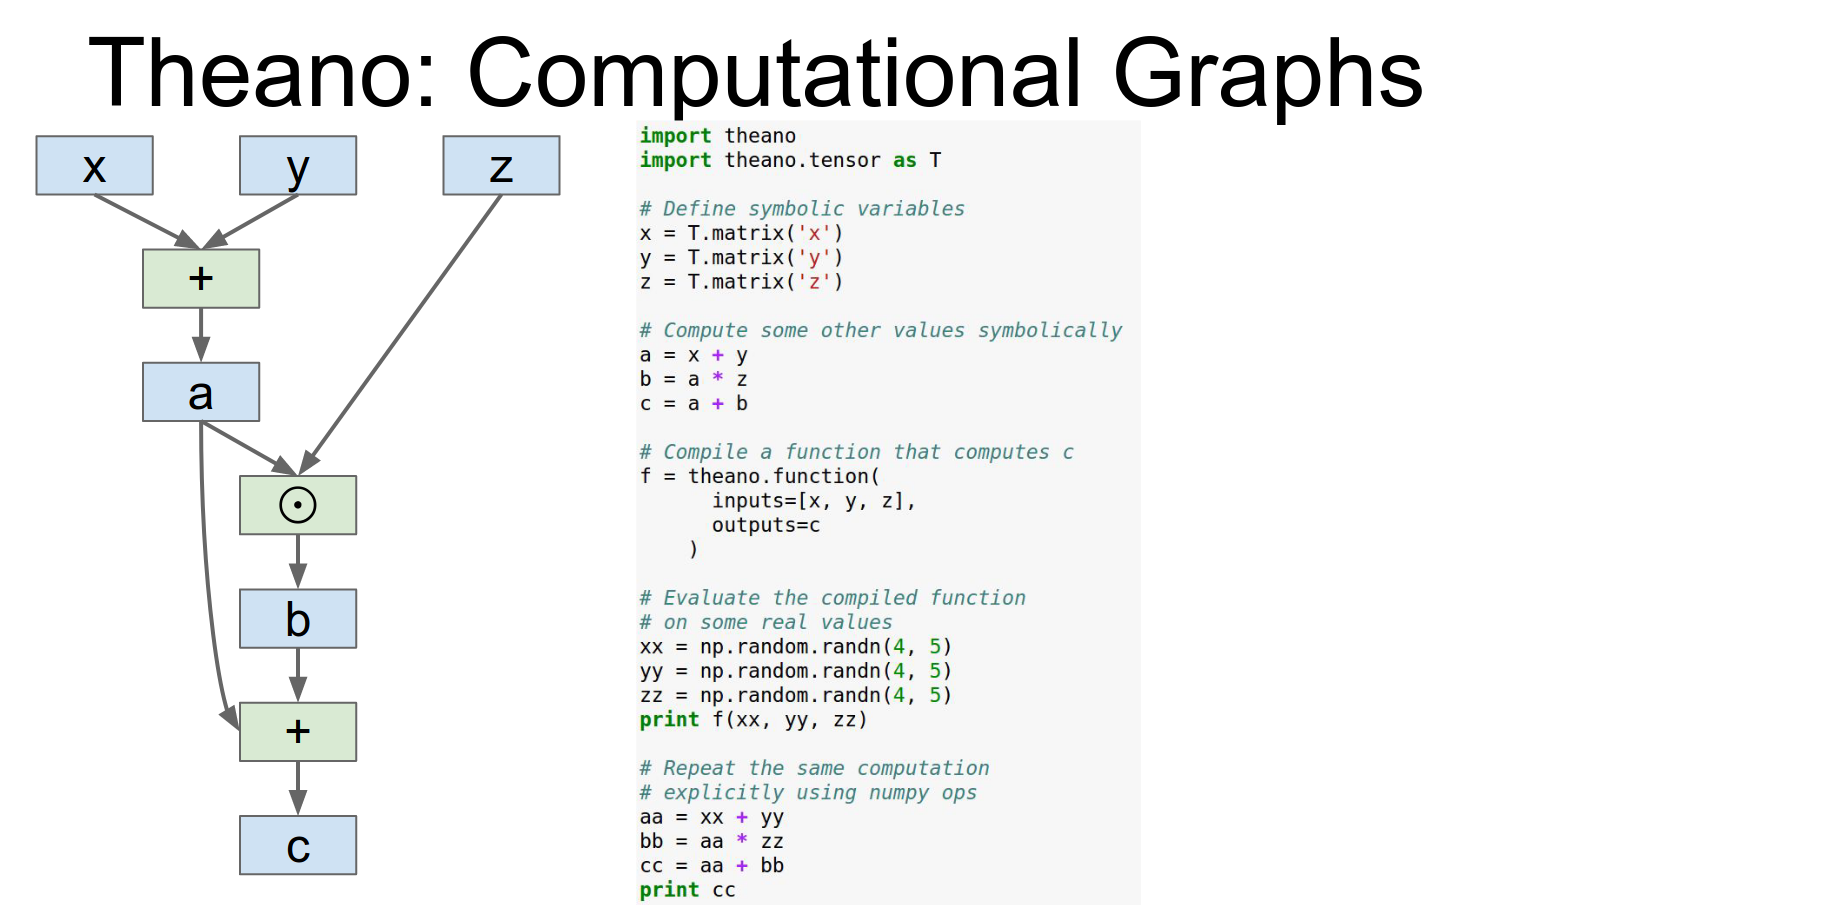 Theano: Computational Graphs
x
y
z
+
a
⊙
b
+
c
import theano
import theano.tensor as T

# Define symbolic variables
x = T.matrix('x')
y = T.matrix('y')
z = T.matrix('z')

# Compute some other values symbolically
a = x + y
b = a * z
c = a + b

# Compile a function that computes c
f = theano.function(
      inputs=[x, y, z],
      outputs=c
    )

# Evaluate the compiled function
# on some real values
xx = np.random.randn(4, 5)
yy = np.random.randn(4, 5)
zz = np.random.randn(4, 5)
print f(xx, yy, zz)

# Repeat the same computation
# explicitly using numpy ops
aa = xx + yy
bb = aa * zz
cc = aa + bb
print cc